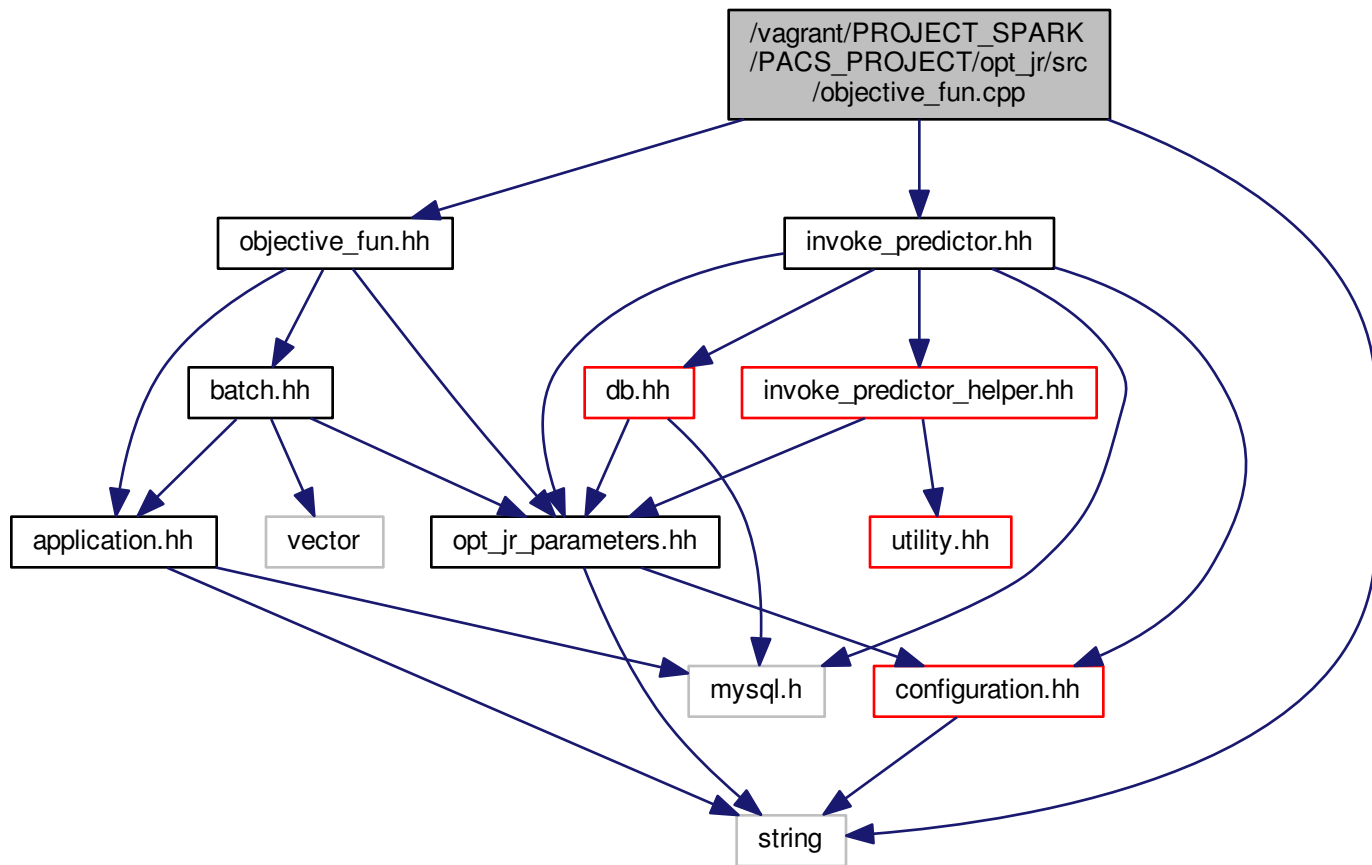 /vagrant/PROJECT_SPARK
/PACS_PROJECT/opt_jr/src
/objective_fun.cpp
objective_fun.hh
invoke_predictor.hh
batch.hh
db.hh
invoke_predictor_helper.hh
application.hh
vector
opt_jr_parameters.hh
utility.hh
mysql.h
configuration.hh
string